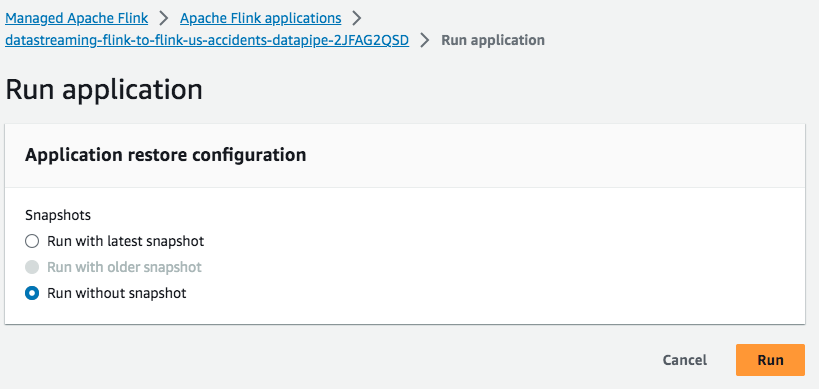 Managed Apache Flink > Apache Flink applications >
datastreaming-flink-to-flink-us-accidents-datapipe-2JFAG2QSD > Run application
Run application
Application restore configuration
Snapshots
Run with latest snapshot
Run with older snapshot
Run without snapshot
Cancel Run